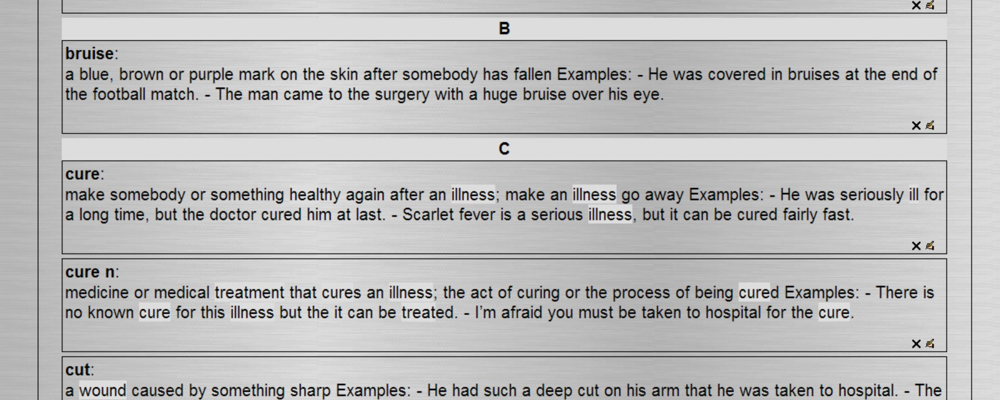 B
bruise:
a blue, brown or purple mark on the skin after somebody has fallen Examples: - He was covered in bruises at the end of
the football match. - The man came to the surgery with a huge bruise over his eye.
C
cure:
make somebody or something healthy again after an illness; make an illness go away Examples: - He was seriously ill for
a long time, but the doctor cured him at last. - Scarlet fever is a serious illness, but it can be cured fairly fast.
cure n:
medicine or medical treatment that cures an illness; the act of curing or the process of being cured Examples: - There is
no known cure for this illness but the it can be treated. - I’m afraid you must be taken to hospital for the cure.
cut:
a wound caused by something sharp Examples: - He had such a deep cut on his arm that he was taken to hospital. - The